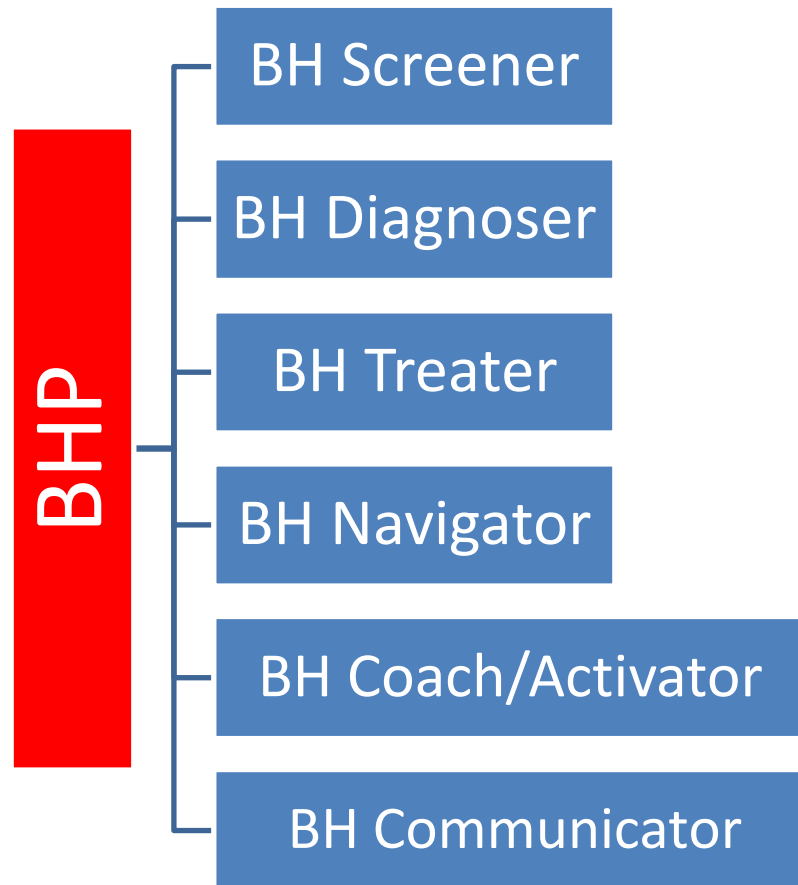 BHP
BH Screener
BH Diagnoser
BH Treater
BH Navigator
BH Coach/Activator
BH Communicator